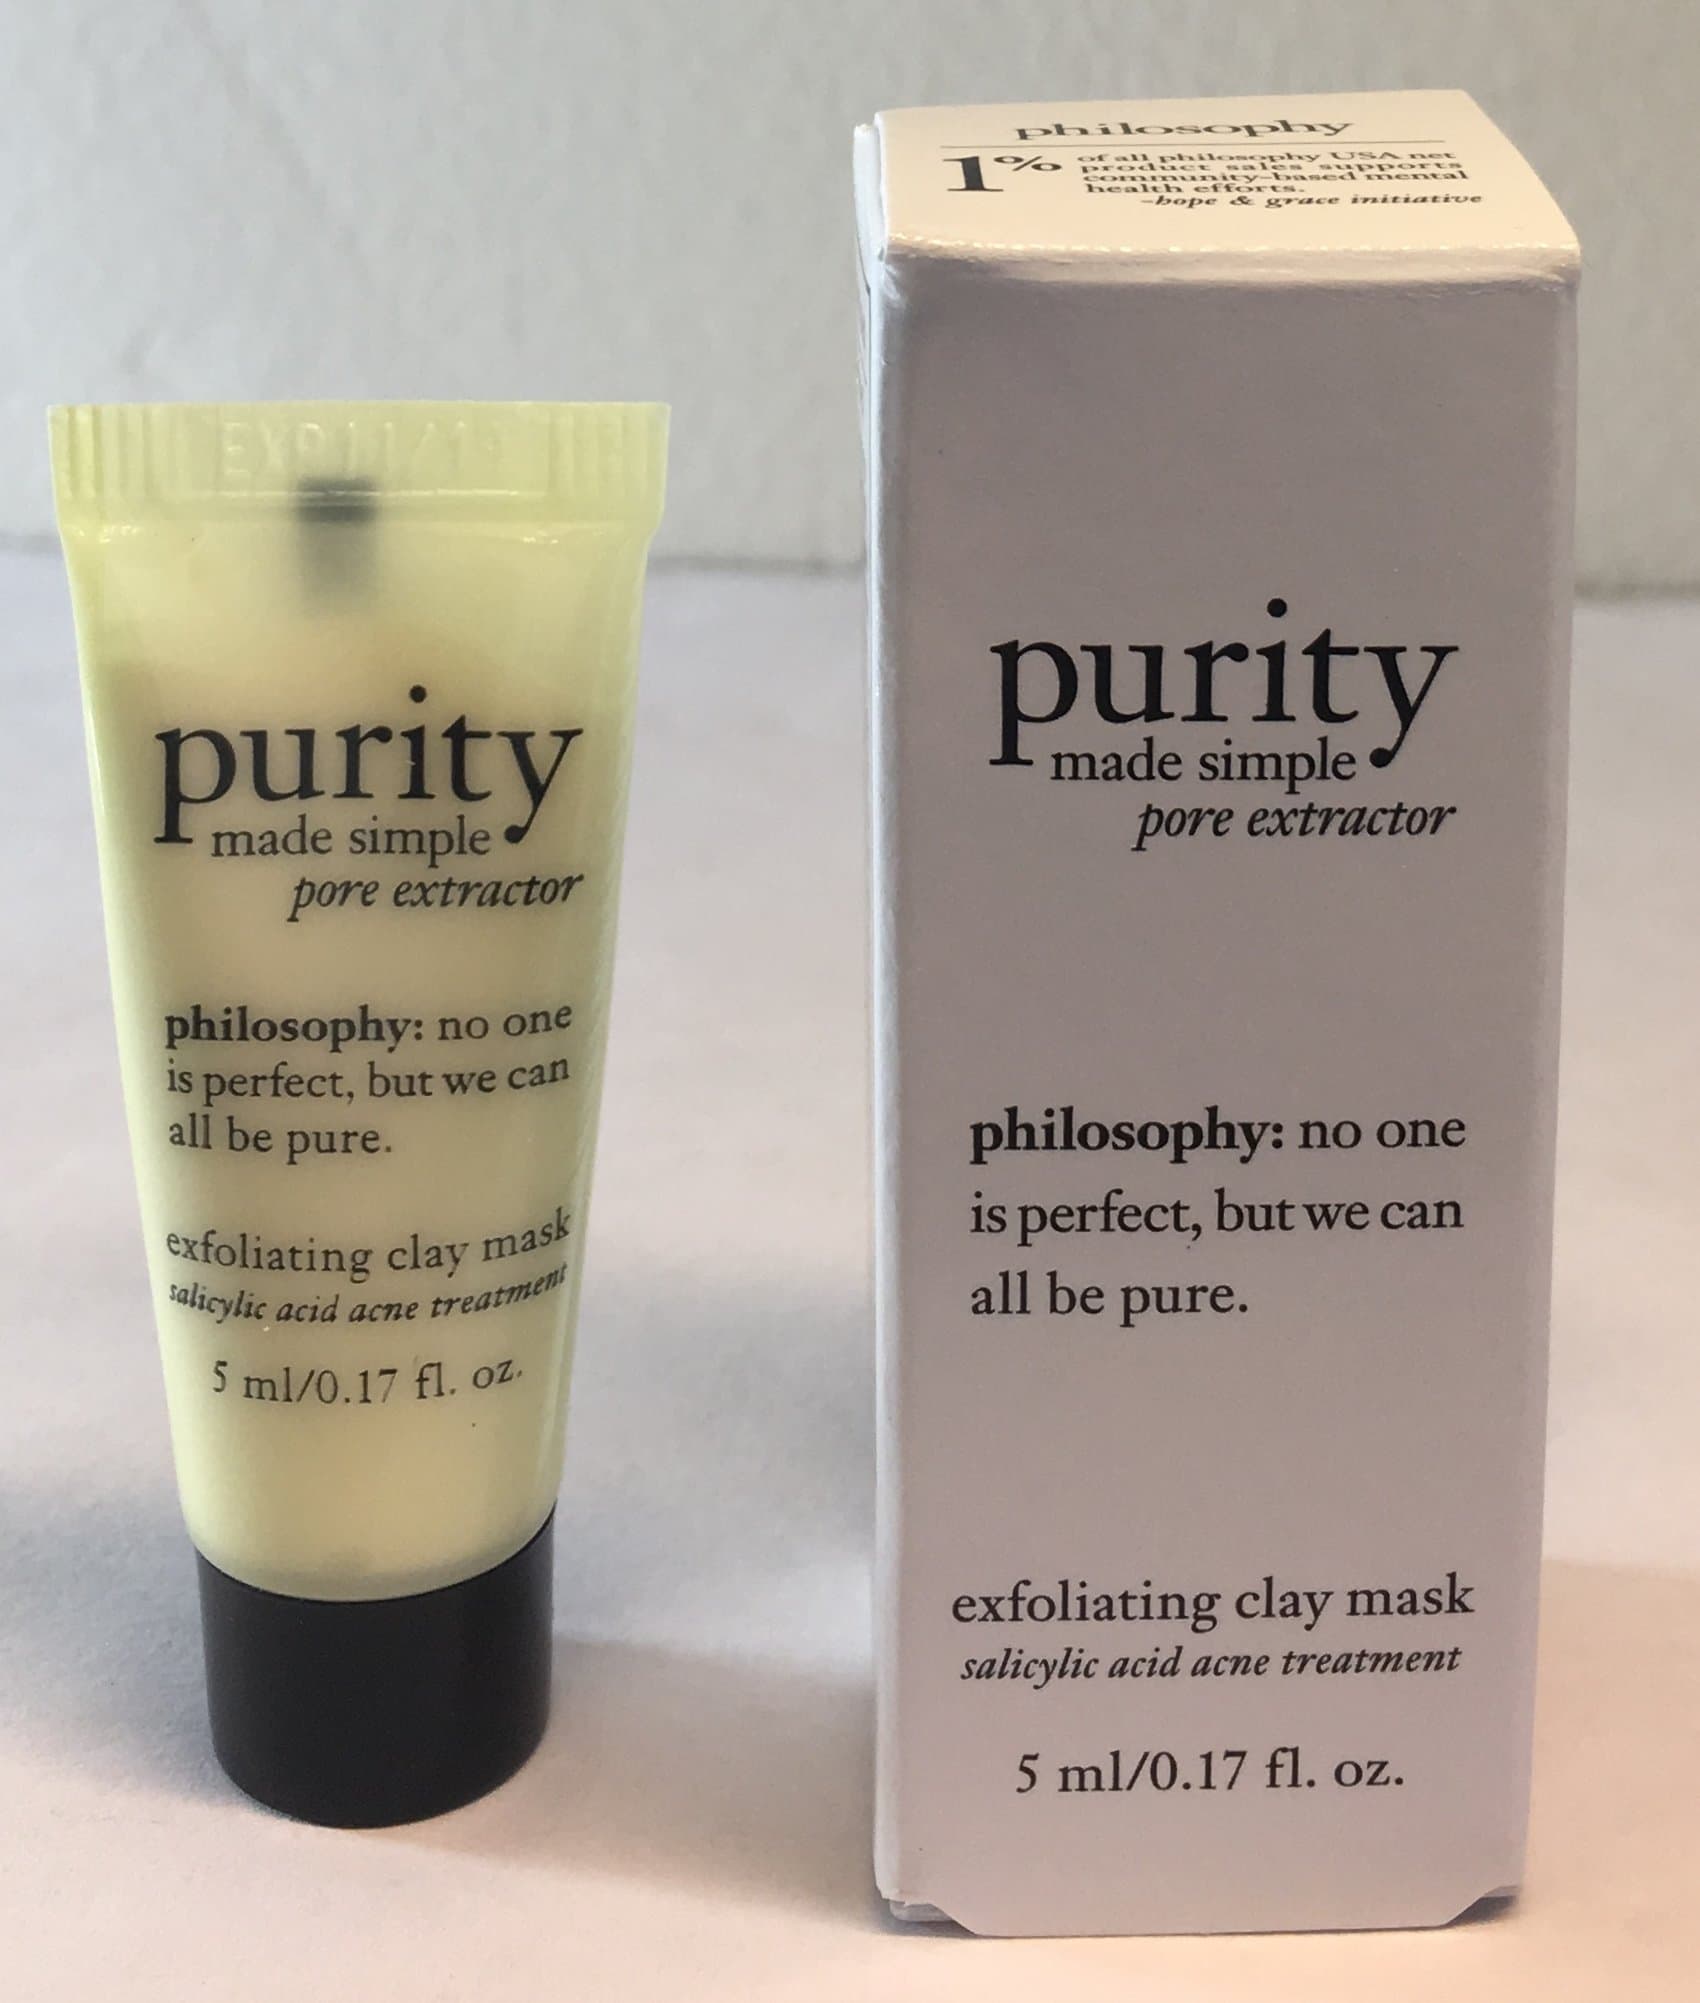 EXP 11/19
purity
made simple
pore extractor
philosophy: no one
is perfect, but we can
all be pure.
exfoliating clay mask
salicylic acid acne treatment
5 ml/0.17 fl. oz.
philosophy
1%
of all philosophy USA net
product sales supports
community-based mental
health efforts.
-hope & grace initiative
purity
made simple
pore extractor
philosophy: no one
is perfect, but we can
all be pure.
exfoliating clay mask
salicylic acid acne treatment
5 ml/0.17 fl. oz.